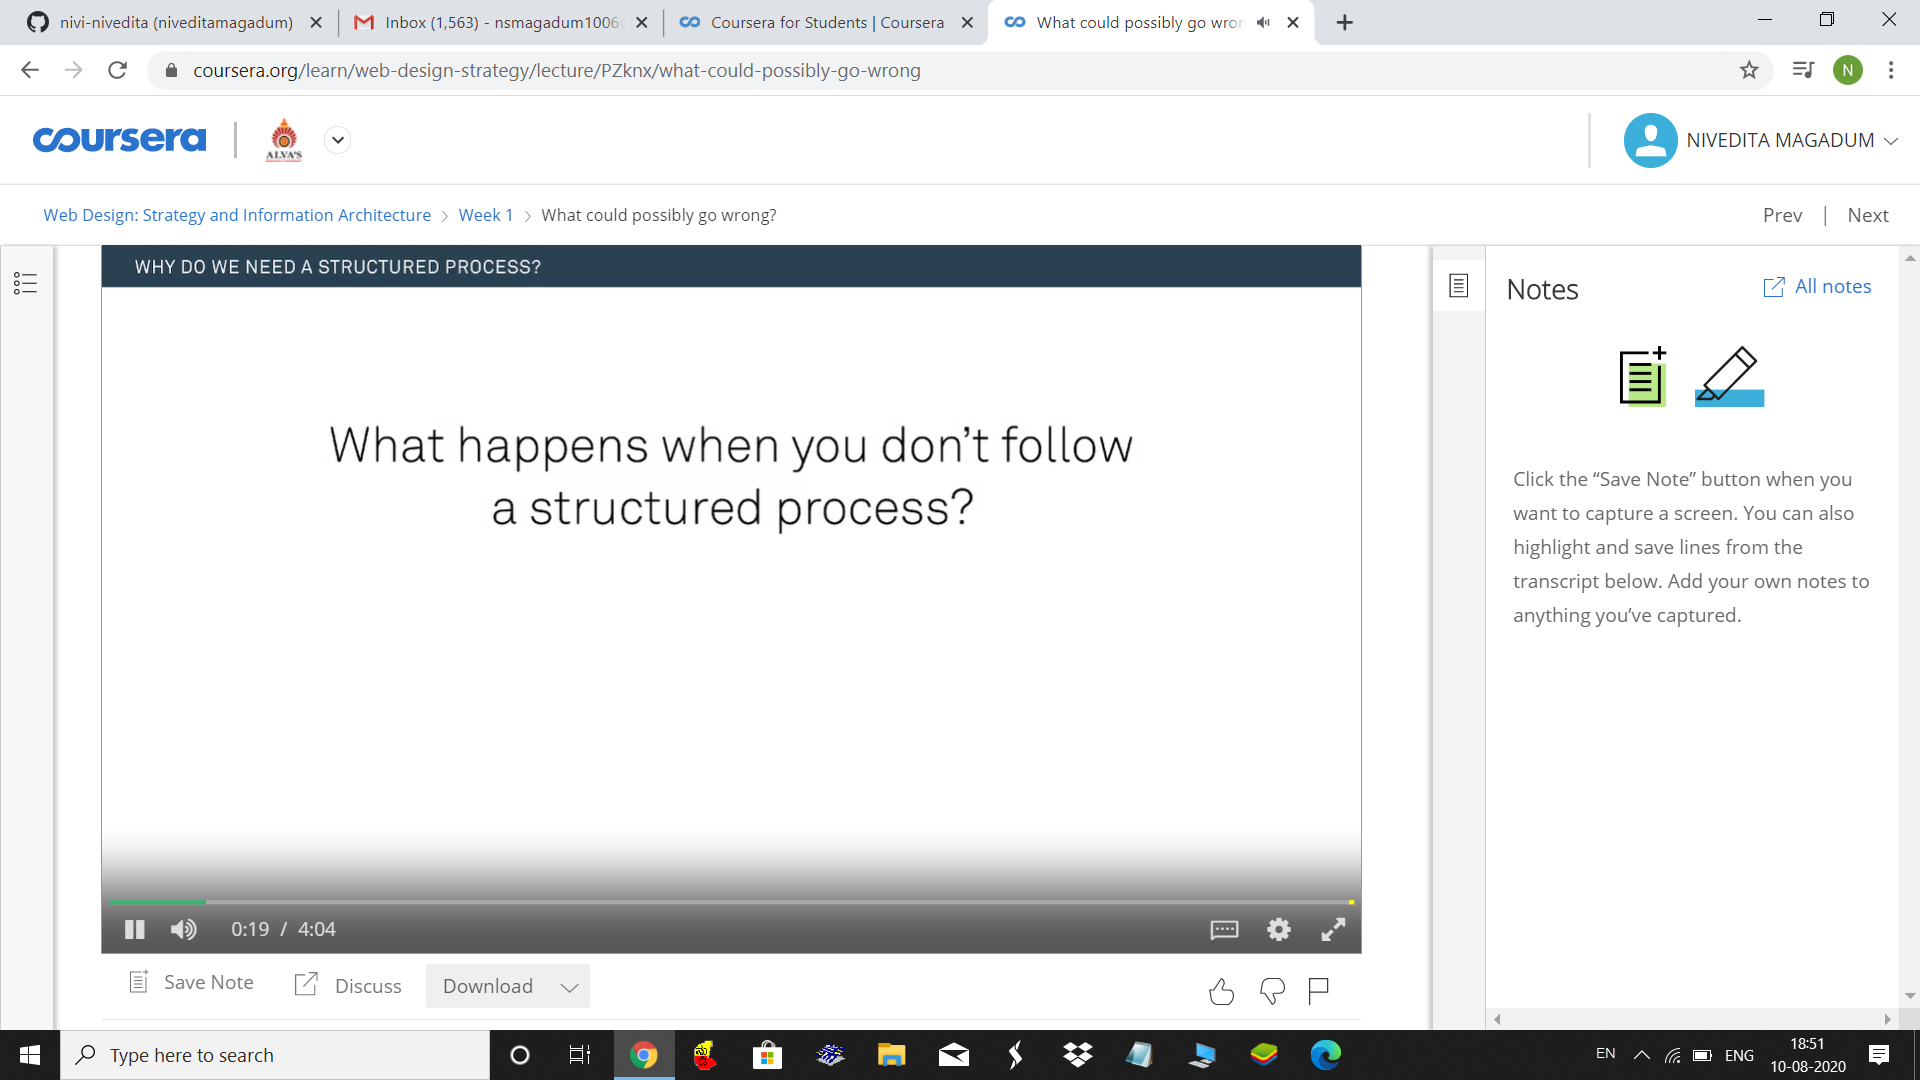 nivi-nivedita (niveditamagadum)
Inbox (1,563) - nsmagadum1006
Coursera for Students | Coursera
What could possibly go wron
coursera.org/learn/web-design-strategy/lecture/PZknx/what-could-possibly-go-wrong
N
coursera
ALVA'S
NIVEDITA MAGADUM
Web Design: Strategy and Information Architecture > Week 1 > What could possibly go wrong?
Prev | Next
WHY DO WE NEED A STRUCTURED PROCESS?
What happens when you don't follow
a structured process?
0:19 / 4:04
Save Note
Discuss
Download
Notes
All notes
Click the “Save Note” button when you
want to capture a screen. You can also
highlight and save lines from the
transcript below. Add your own notes to
anything you’ve captured.
Type here to search
EN
ENG
18:51
10-08-2020